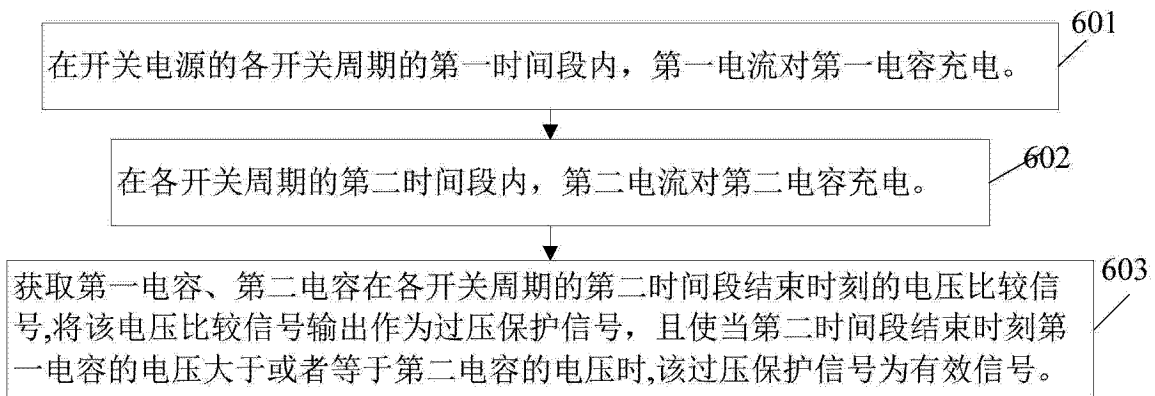 601
在开关电源的各开关周期的第一时间段内，第一电流对第一电容充电。
602
在各开关周期的第二时间段内，第二电流对第二电容充电。
603
获取第一电容、第二电容在各开关周期的第二时间段结束时刻的电压比较信
号,将该电压比较信号输出作为过压保护信号，且使当第二时间段结束时刻第
一电容的电压大于或者等于第二电容的电压时,该过压保护信号为有效信号。